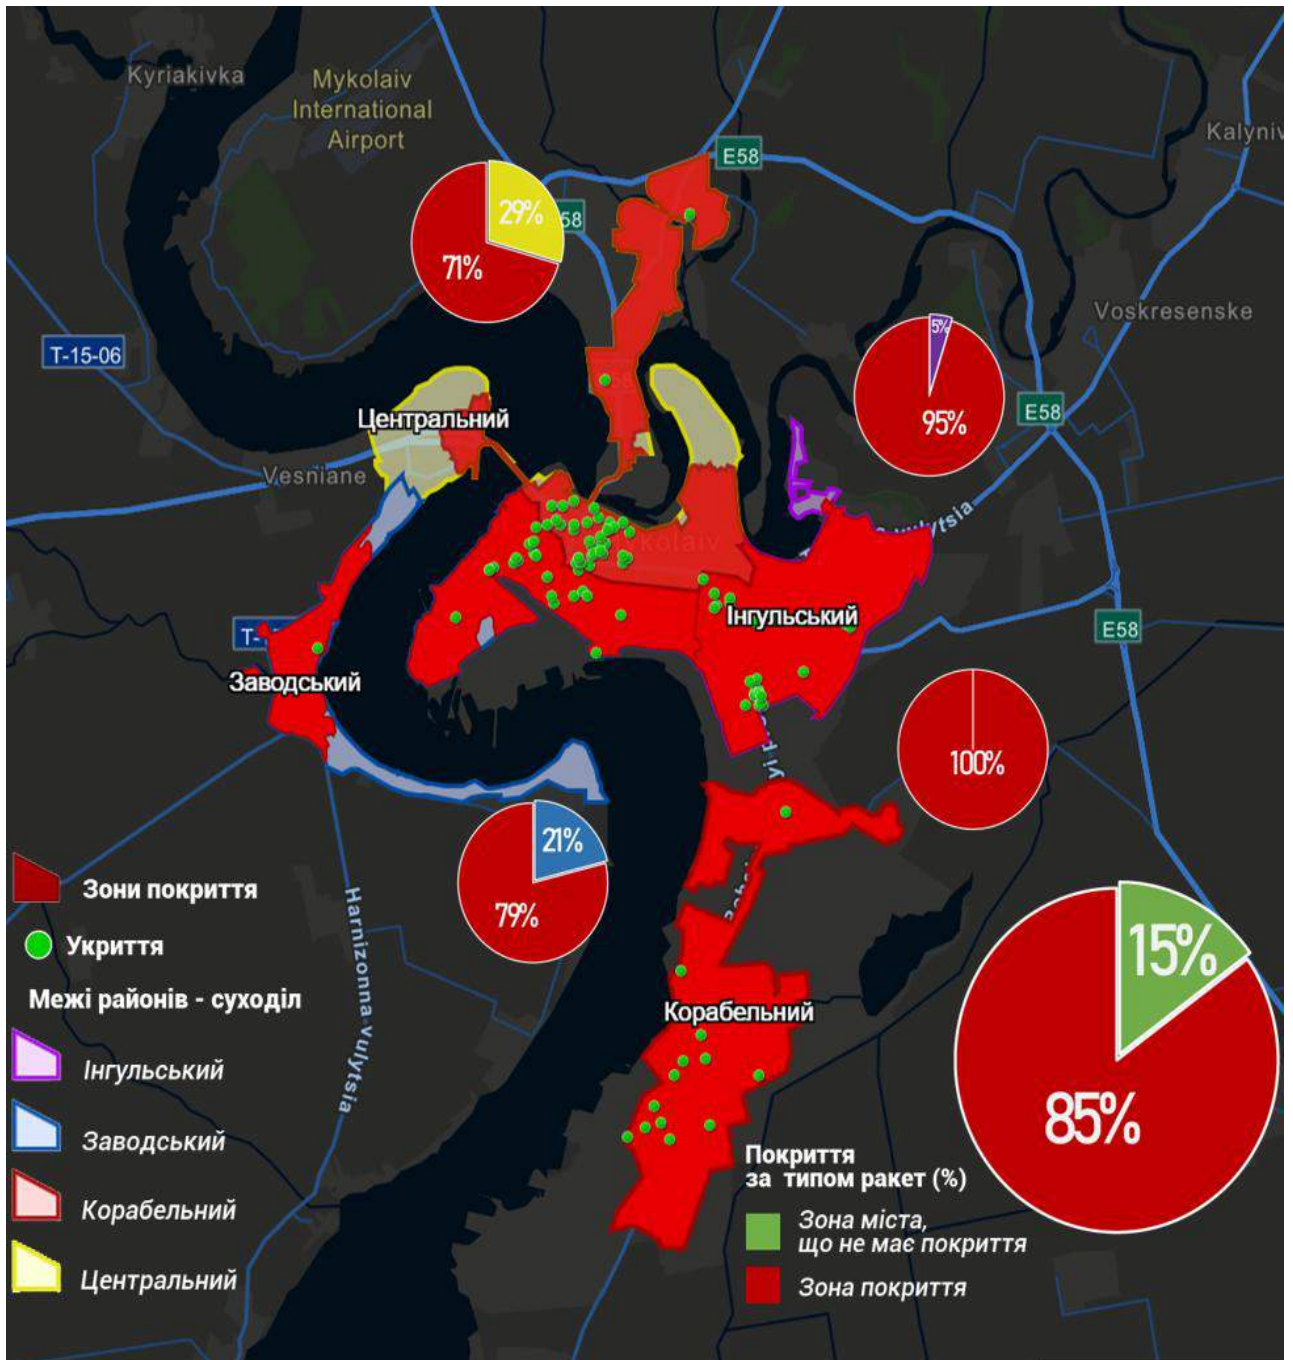 Kyriakivka
Mykolaiv
International
Airport
Kalyniv
E58
58
29%
71%
Voskresenske
T-15-06
5%
95%
E58
Центральний
Vesniane
vulytsia
Інгульський
E58
T-1
Заводський
100%
21%
79%
Зони покриття
Укриття
Межі районів - суходіл
Інгульський
Заводський
Корабельний
Центральний
Harnizonna Vulytsia
Корабельний
15%
85%
Покриття
за типом ракет (%)
Зона міста,
що не має покриття
Зона покриття